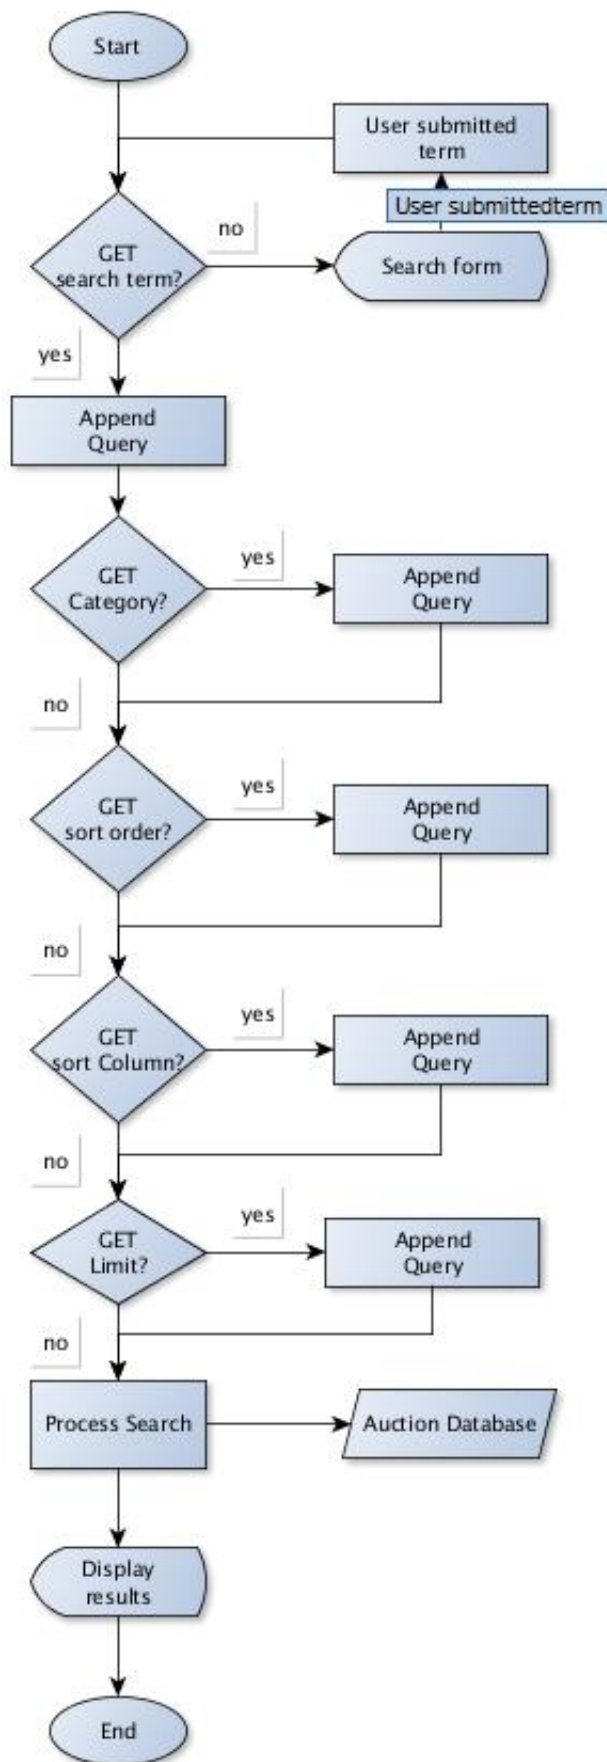 Start
User submitted
term
User submittedterm
GET
search term?
no
Search form
yes
Append
Query
GET
Category?
yes
Append
Query
no
GET
sort order?
yes
Append
Query
no
GET
sort Column?
yes
Append
Query
no
GET
Limit?
yes
Append
Query
no
Process Search
Auction Database
Display
results
End